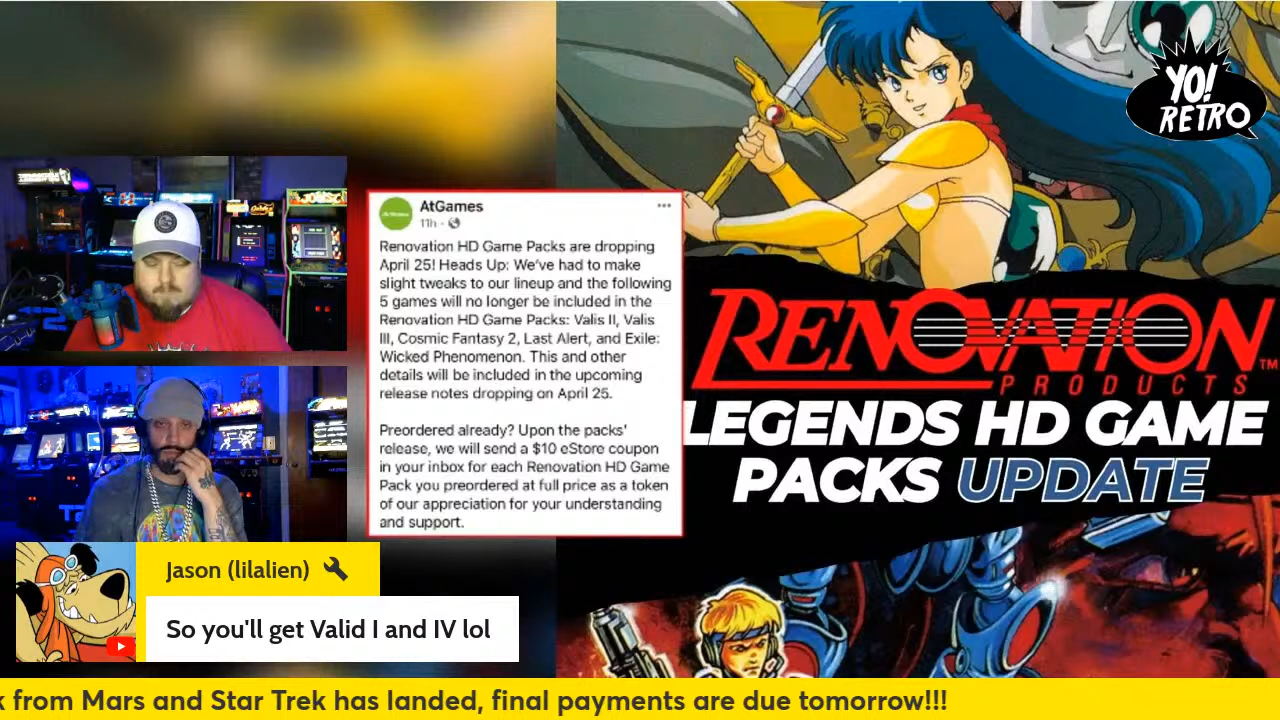 YO!
RETRO
AtGames
11h
Renovation HD Game Packs are dropping
April 25! Heads Up: We've had to make
slight tweaks to our lineup and the following
5 games will no longer be included in the
Renovation HD Game Packs: Valis II, Valis
III, Cosmic Fantasy 2, Last Alert, and Exile:
Wicked Phenomenon. This and other
details will be included in the upcoming
release notes dropping on April 25.
Preordered already? Upon the packs'
release, we will send a $10 eStore coupon
in your inbox for each Renovation HD Game
Pack you preordered at full price as a token
of our appreciation for your understanding
and support.
RENOVATION
TM
PRODUCTS
LEGENDS HD GAME
PACKS UPDATE
Jason (lilalien)
So you'll get Valid I and IV lol
from Mars and Star Trek has landed, final payments are due tomorrow!!!